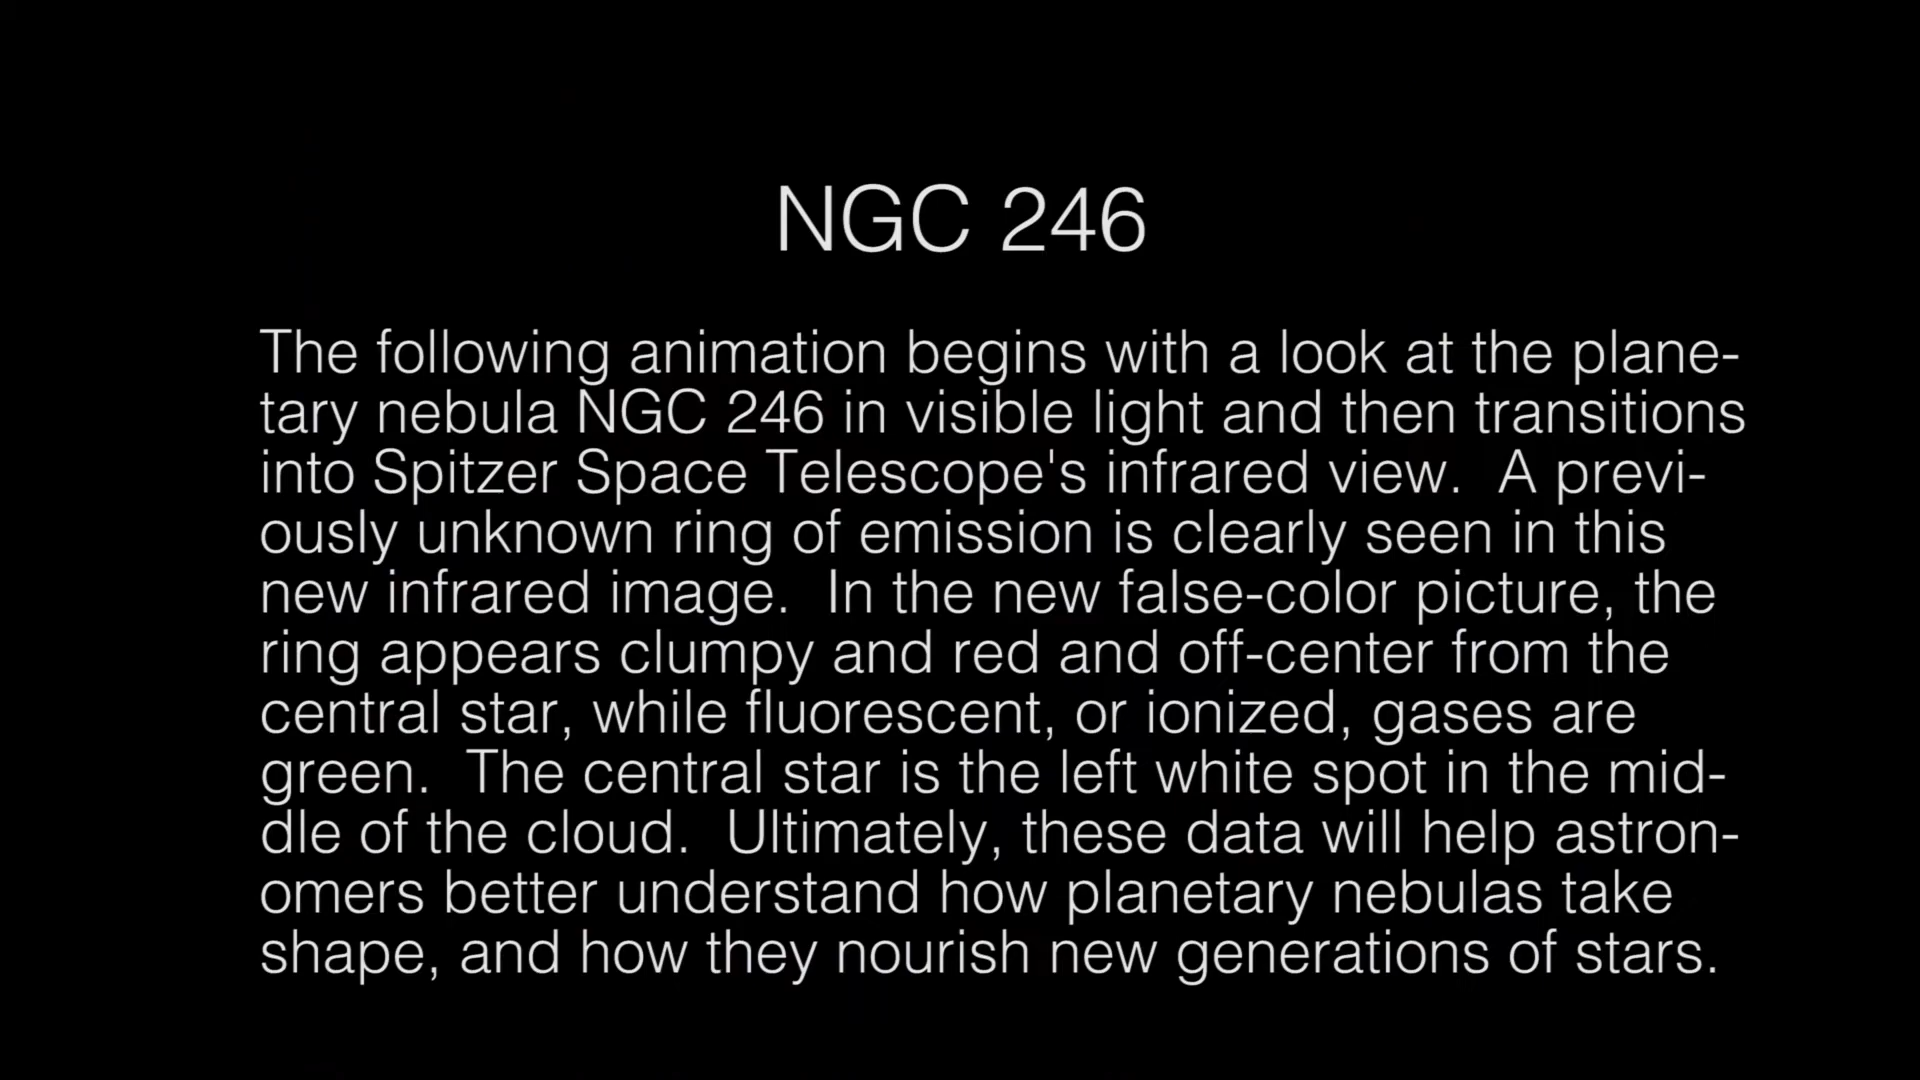 NGC 246
The following animation begins with a look at the plane-
tary nebula NGC 246 in visible light and then transitions
into Spitzer Space Telescope's infrared view.  A previ-
ously unknown ring of emission is clearly seen in this
new infrared image.  In the new false-color picture, the
ring appears clumpy and red and off-center from the
central star, while fluorescent, or ionized, gases are
green.  The central star is the left white spot in the mid-
dle of the cloud.  Ultimately, these data will help astron-
omers better understand how planetary nebulas take
shape, and how they nourish new generations of stars.